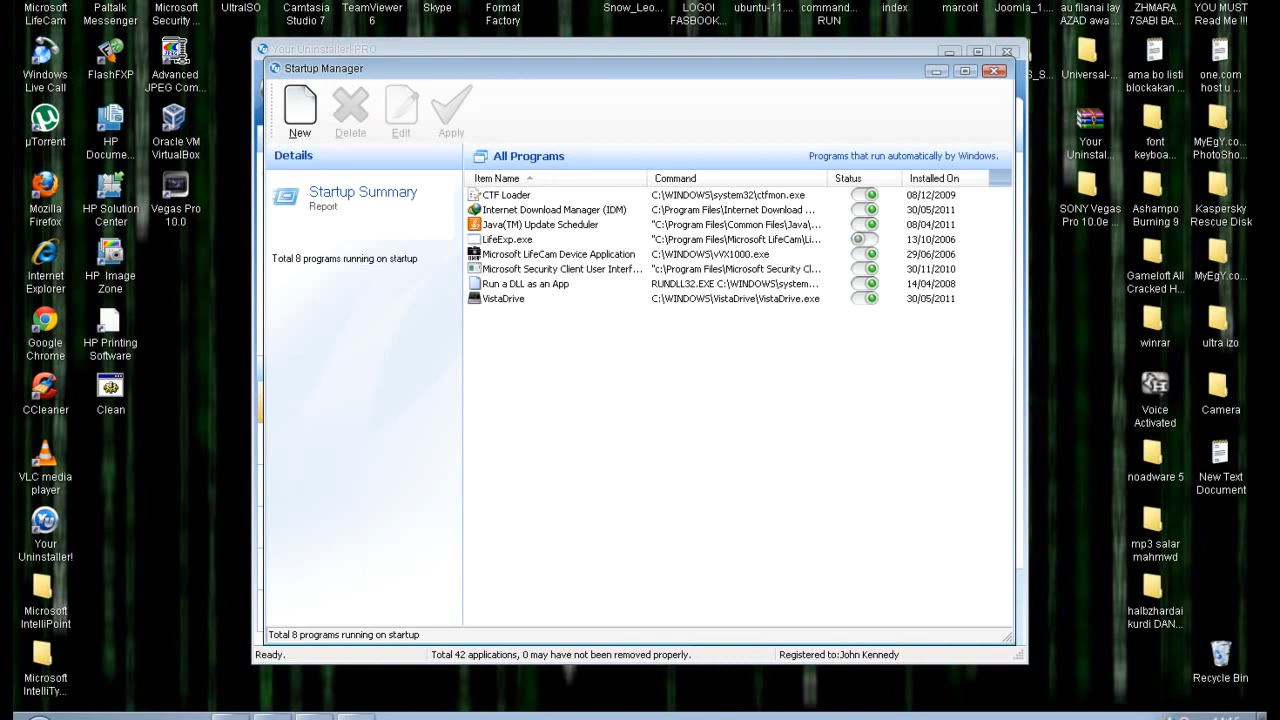 Microsoft LifeCam
Paltalk Messenger
Microsoft Security ...
UltraISO
Camtasia Studio 7
TeamViewer 6
Skype
Format Factory
Snow_Leo...
LOGOI FASBOOK...
ubuntu-11....
command... RUN
index
marcoit
Joomla_1....
au filanai lay AZAD awa ...
ZHMARA 7SABI BA...
YOU MUST Read Me !!!
Windows Live Call
FlashFXP
Advanced JPEG Com...
µTorrent
HP Docume...
Oracle VM VirtualBox
Mozilla Firefox
HP Solution Center
Vegas Pro 10.0
Internet Explorer
HP Image Zone
Google Chrome
HP Printing Software
CCleaner
Clean
VLC media player
Your Uninstaller!
Microsoft IntelliPoint
Microsoft IntelliTy...
Your Uninstaller! PRO
Startup Manager
New
Delete
Edit
Apply
Details
All Programs
Programs that run automatically by Windows.
Startup Summary
Report
Total 8 programs running on startup
Item Name Command Status Installed On
CTF Loader C:\WINDOWS\system32\ctfmon.exe 08/12/2009
Internet Download Manager (IDM) C:\Program Files\Internet Download ... 30/05/2011
Java(TM) Update Scheduler "C:\Program Files\Common Files\Java\... 08/04/2011
LifeExp.exe "C:\Program Files\Microsoft LifeCam\Li... 13/10/2006
Microsoft LifeCam Device Application C:\WINDOWS\vVX1000.exe 29/06/2006
Microsoft Security Client User Interf... "C:\Program Files\Microsoft Security Cl... 30/11/2010
Run a DLL as an App RUNDLL32.EXE C:\WINDOWS\system... 14/04/2008
VistaDrive C:\WINDOWS\VistaDrive\VistaDrive.exe 30/05/2011
Total 8 programs running on startup
Ready.
Total 42 applications, 0 may have not been removed properly.
Registered to:John Kennedy
Universal-...
ama bo listi blockakan ...
one.com host u ...
Your Uninstal...
font keyboa...
MyEgY.co... PhotoSho...
SONY Vegas Pro 10.0e ...
Ashampo Burning 9
Kaspersky Rescue Disk
Gameloft All Cracked H...
MyEgY.co...
winrar
ultra izo
Voice Activated
Camera
noadware 5
New Text Document
mp3 salar mahmwd
halbzhardai kurdi DAN...
Recycle Bin